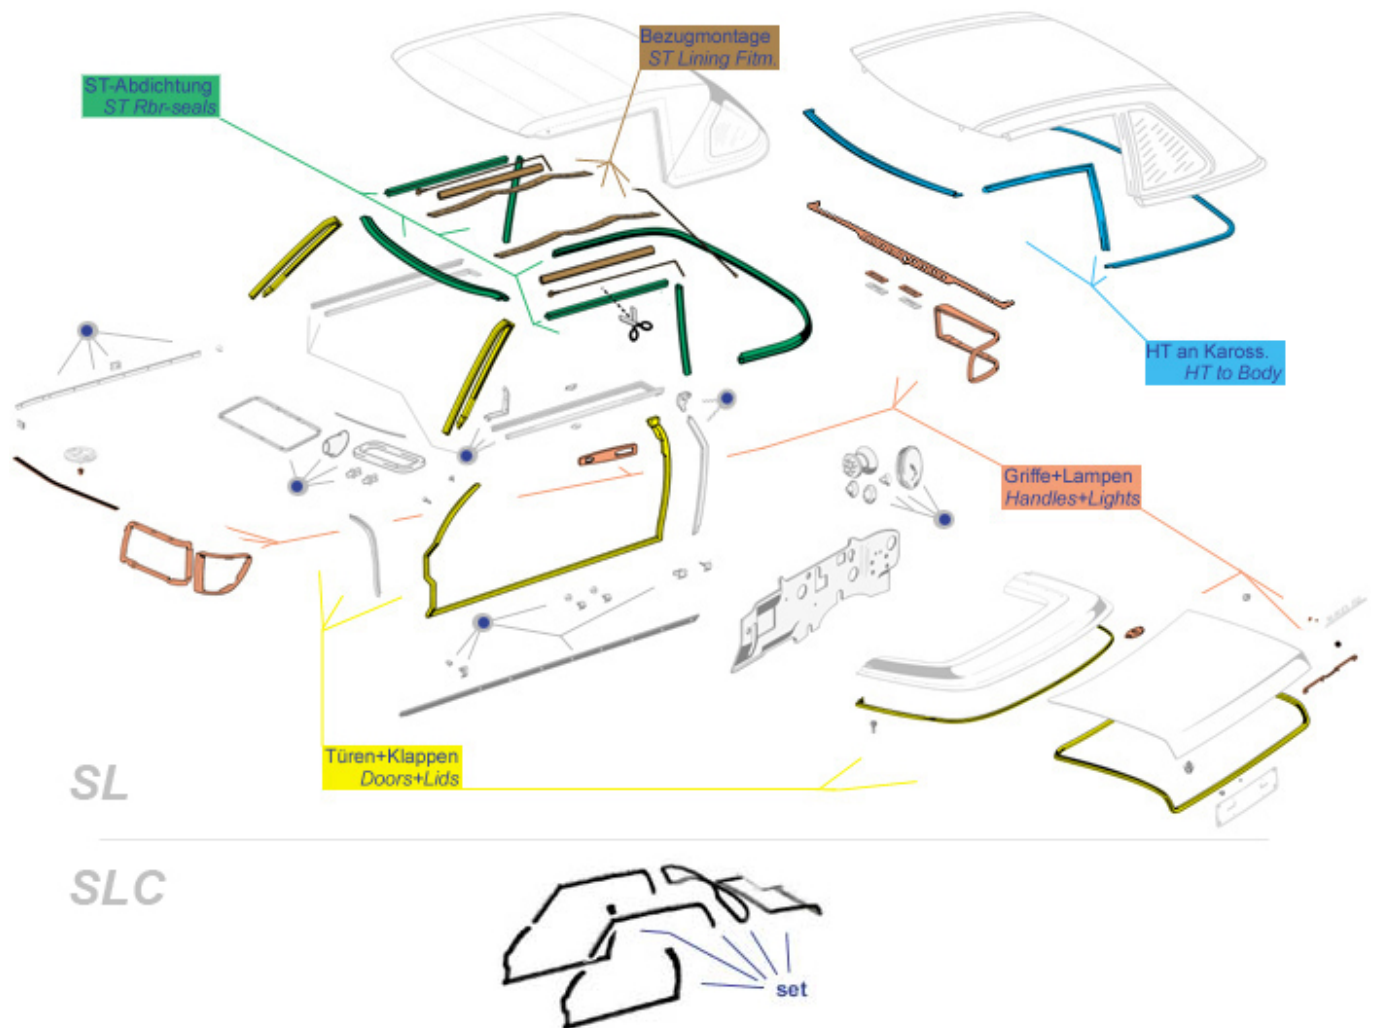 Bezugmontage
ST Lining Fitm.
ST-Abdichtung
ST Rbr-seals
HT an Kaross.
HT to Body
Griffe+Lampen
Handles+Lights
Türen+Klappen
Doors+Lids
SL
SLC
set